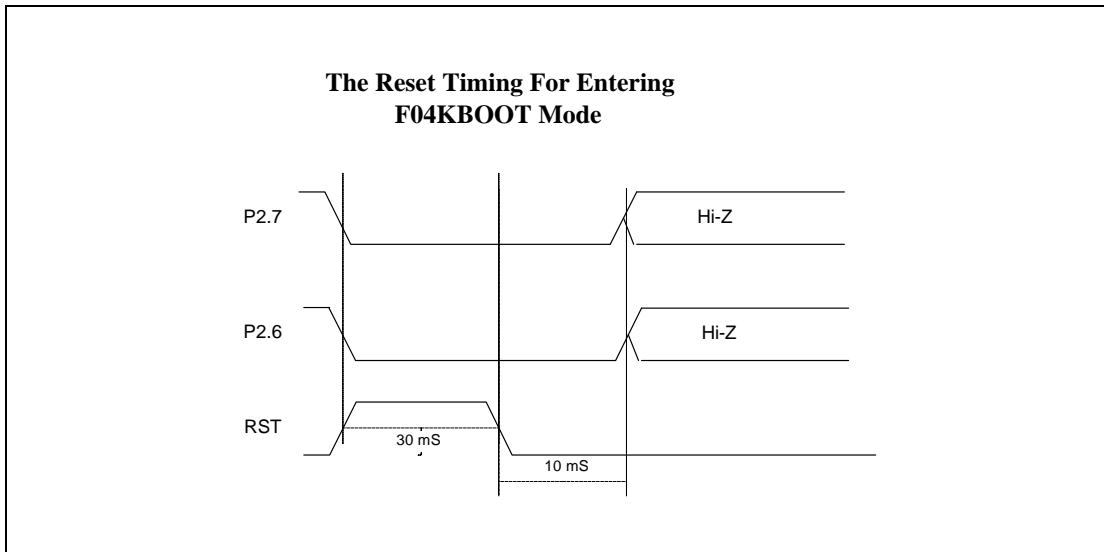 The Reset Timing For Entering
F04KBOOT Mode
P2.7
Hi-Z
P2.6
Hi-Z
RST
30 mS
10 mS